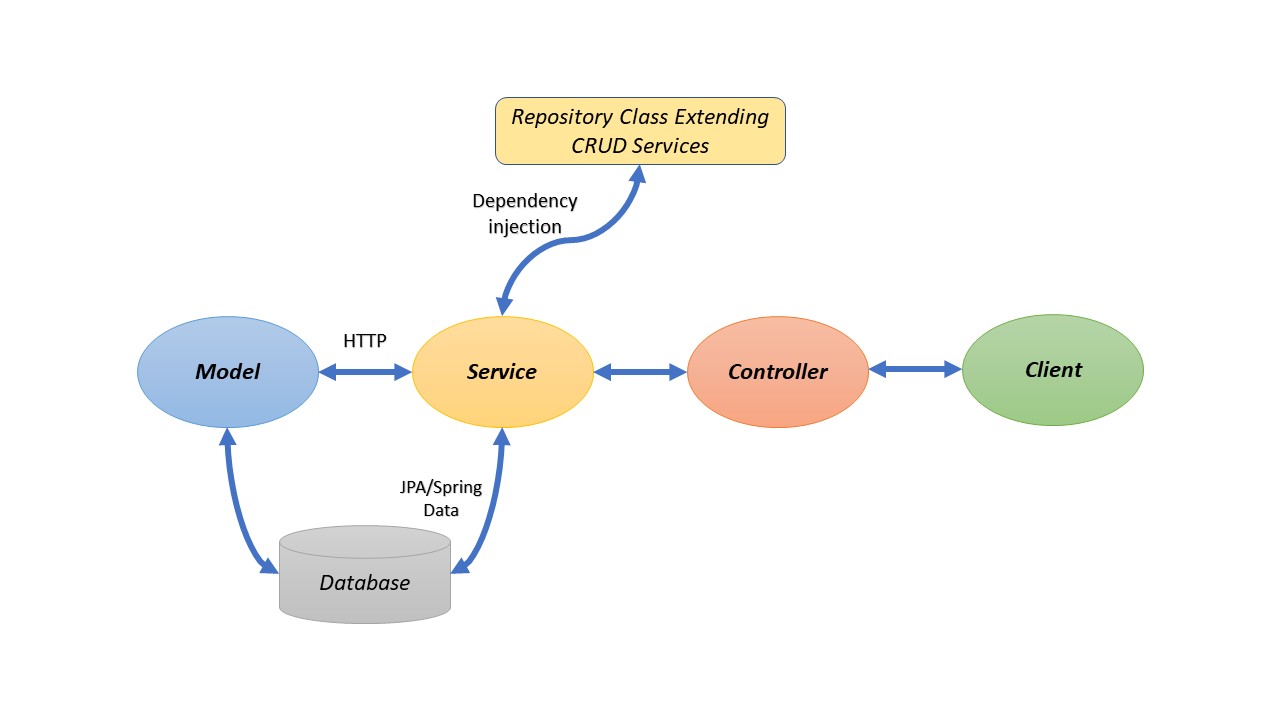 Repository Class Extending
CRUD Services
Dependency
injection
HTTP
Model
Service
Controller
Client
JPA/Spring
Data
Database